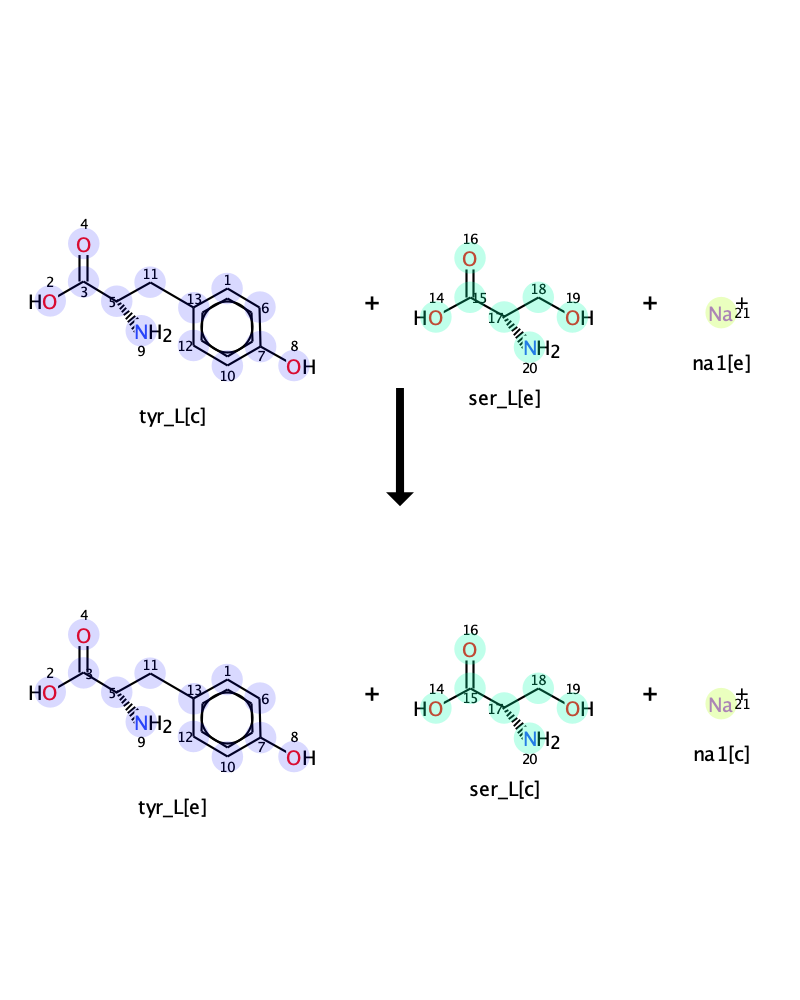 4
O
2
HO
3
5
11
NH2
9
13
1
6
12
7
10
8
OH
tyr_L[c]
+
16
O
14
HO
15
17
18
19
OH
NH2
20
ser_L[e]
+
Na+
21
na1[e]
4
O
2
HO
3
5
11
NH2
9
13
1
6
12
7
10
8
OH
tyr_L[e]
+
16
O
14
HO
15
17
18
19
OH
NH2
20
ser_L[c]
+
Na+
21
na1[c]